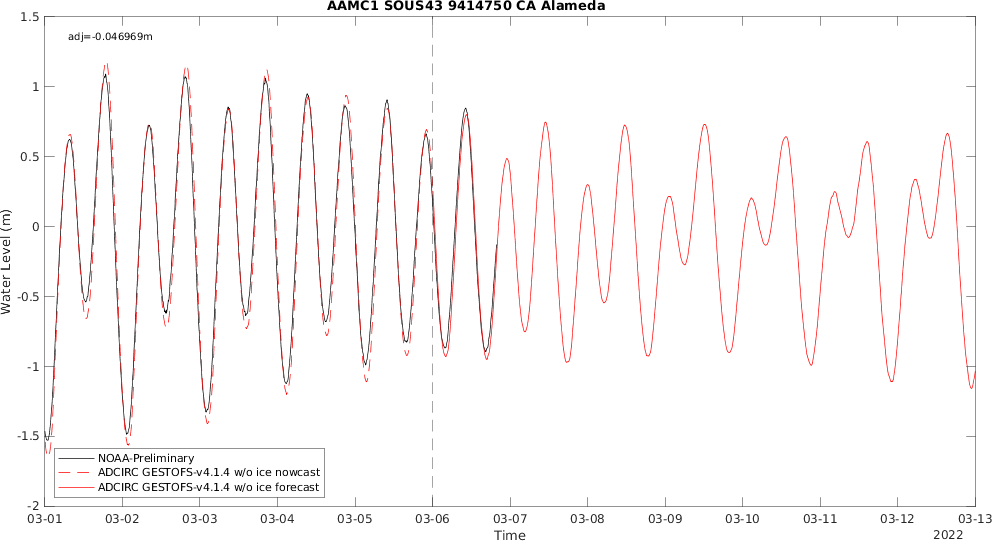 AAMC1 SOUS43 9414750 CA Alameda
adj=-0.046969m
1.5
1
0.5
0
-0.5
-1
-1.5
-2
Water Level (m)
NOAA-Preliminary
ADCIRC GESTOFS-v4.1.4 w/o ice nowcast
ADCIRC GESTOFS-v4.1.4 w/o ice forecast
03-01 03-02 03-03 03-04 03-05 03-06 03-07 03-08 03-09 03-10 03-11 03-12 03-13
Time
2022